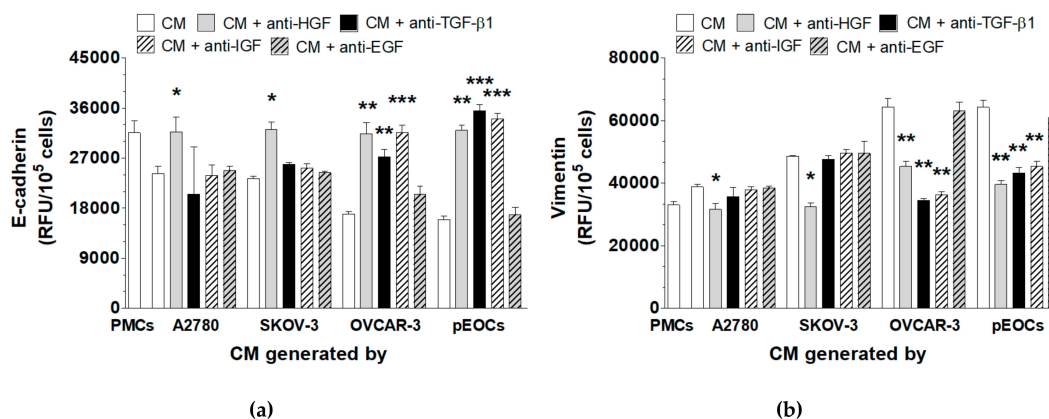 CM CM + anti-HGF CM + anti-TGF-β1
CM + anti-IGF CM + anti-EGF
45000
36000
27000
18000
9000
0
E-cadherin
(RFU/10⁵ cells)
* * ** ** *** ** *** ***
PMCs A2780 SKOV-3 OVCAR-3 pEOCs
CM generated by
(a)
CM CM + anti-HGF CM + anti-TGF-β1
CM + anti-IGF CM + anti-EGF
80000
60000
40000
20000
0
Vimentin
(RFU/10⁵ cells)
* * ** ** ** ** ** **
PMCs A2780 SKOV-3 OVCAR-3 pEOCs
CM generated by
(b)